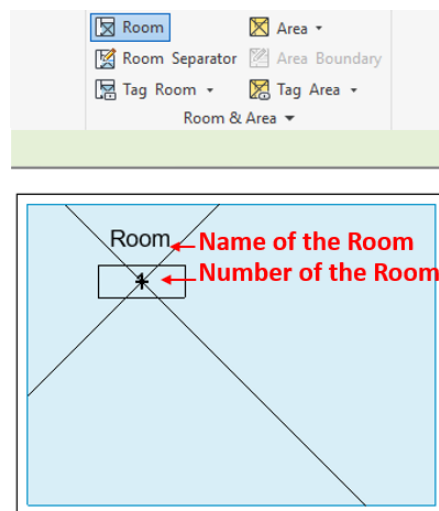 Room Area
Room Separator Area Boundary
Tag Room Tag Area
Room & Area
Room Name of the Room
1 Number of the Room